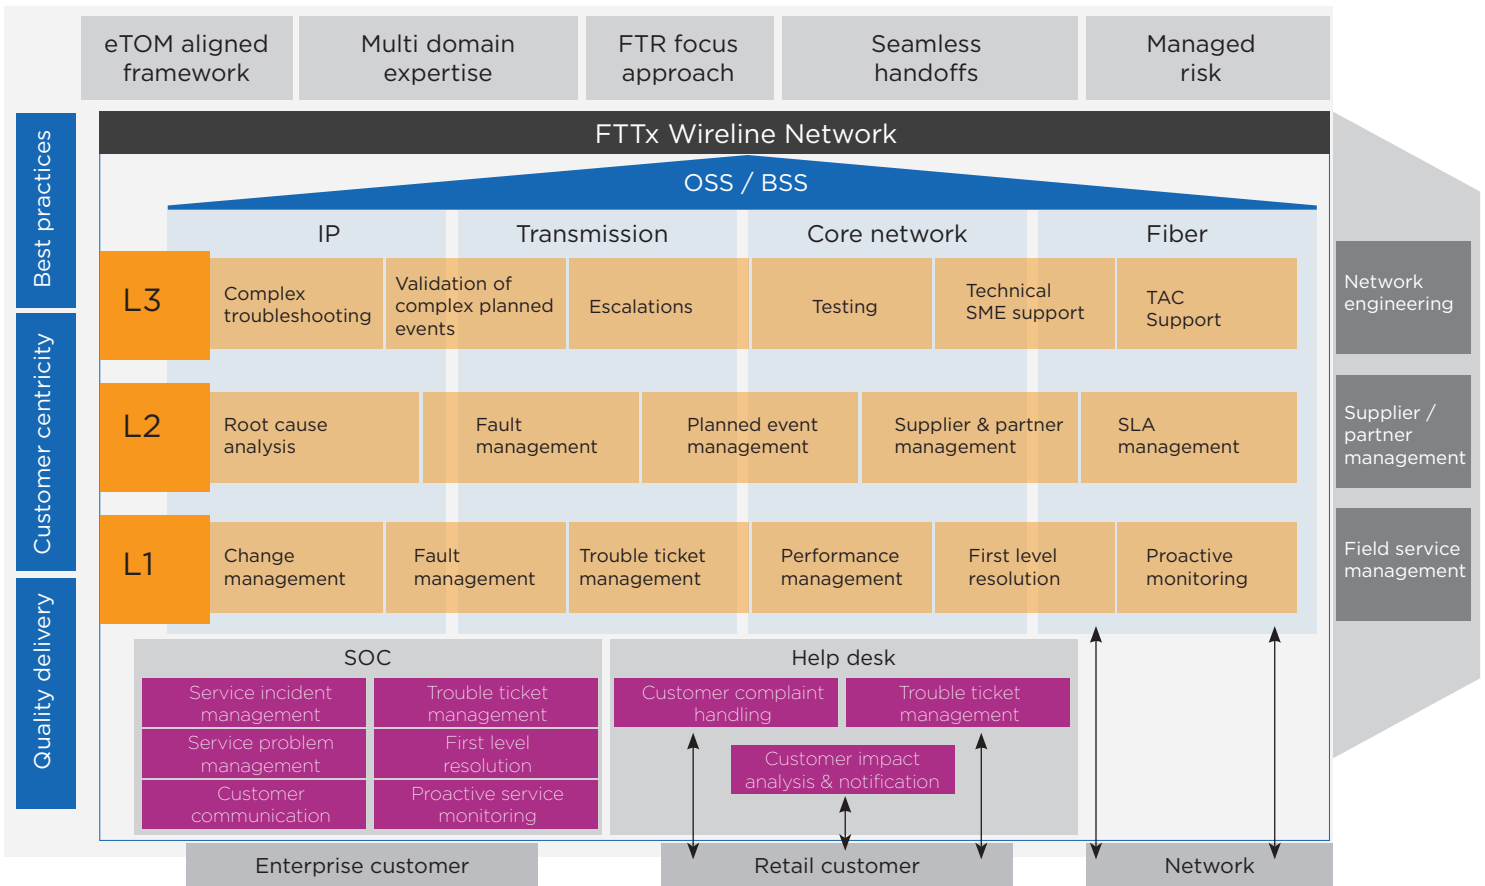 eTOM aligned
framework
Multi domain
expertise
FTR focus
approach
Seamless
handoffs
Managed
risk
Best practices
Customer centricity
Quality delivery
FTTx Wireline Network
OSS / BSS
IP
Transmission
Core network
Fiber
L3
Complex
troubleshooting
Validation of
complex planned
events
Escalations
Testing
Technical
SME support
TAC
Support
L2
Root cause
analysis
Fault
management
Planned event
management
Supplier & partner
management
SLA
management
L1
Change
management
Fault
management
Trouble ticket
management
Performance
management
First level
resolution
Proactive
monitoring
Network
engineering
Supplier /
partner
management
Field service
management
SOC
Service incident
management
Trouble ticket
management
Service problem
management
First level
resolution
Customer
communication
Proactive service
monitoring
Help desk
Customer complaint
handling
Trouble ticket
management
Customer impact
analysis & notification
Enterprise customer
Retail customer
Network